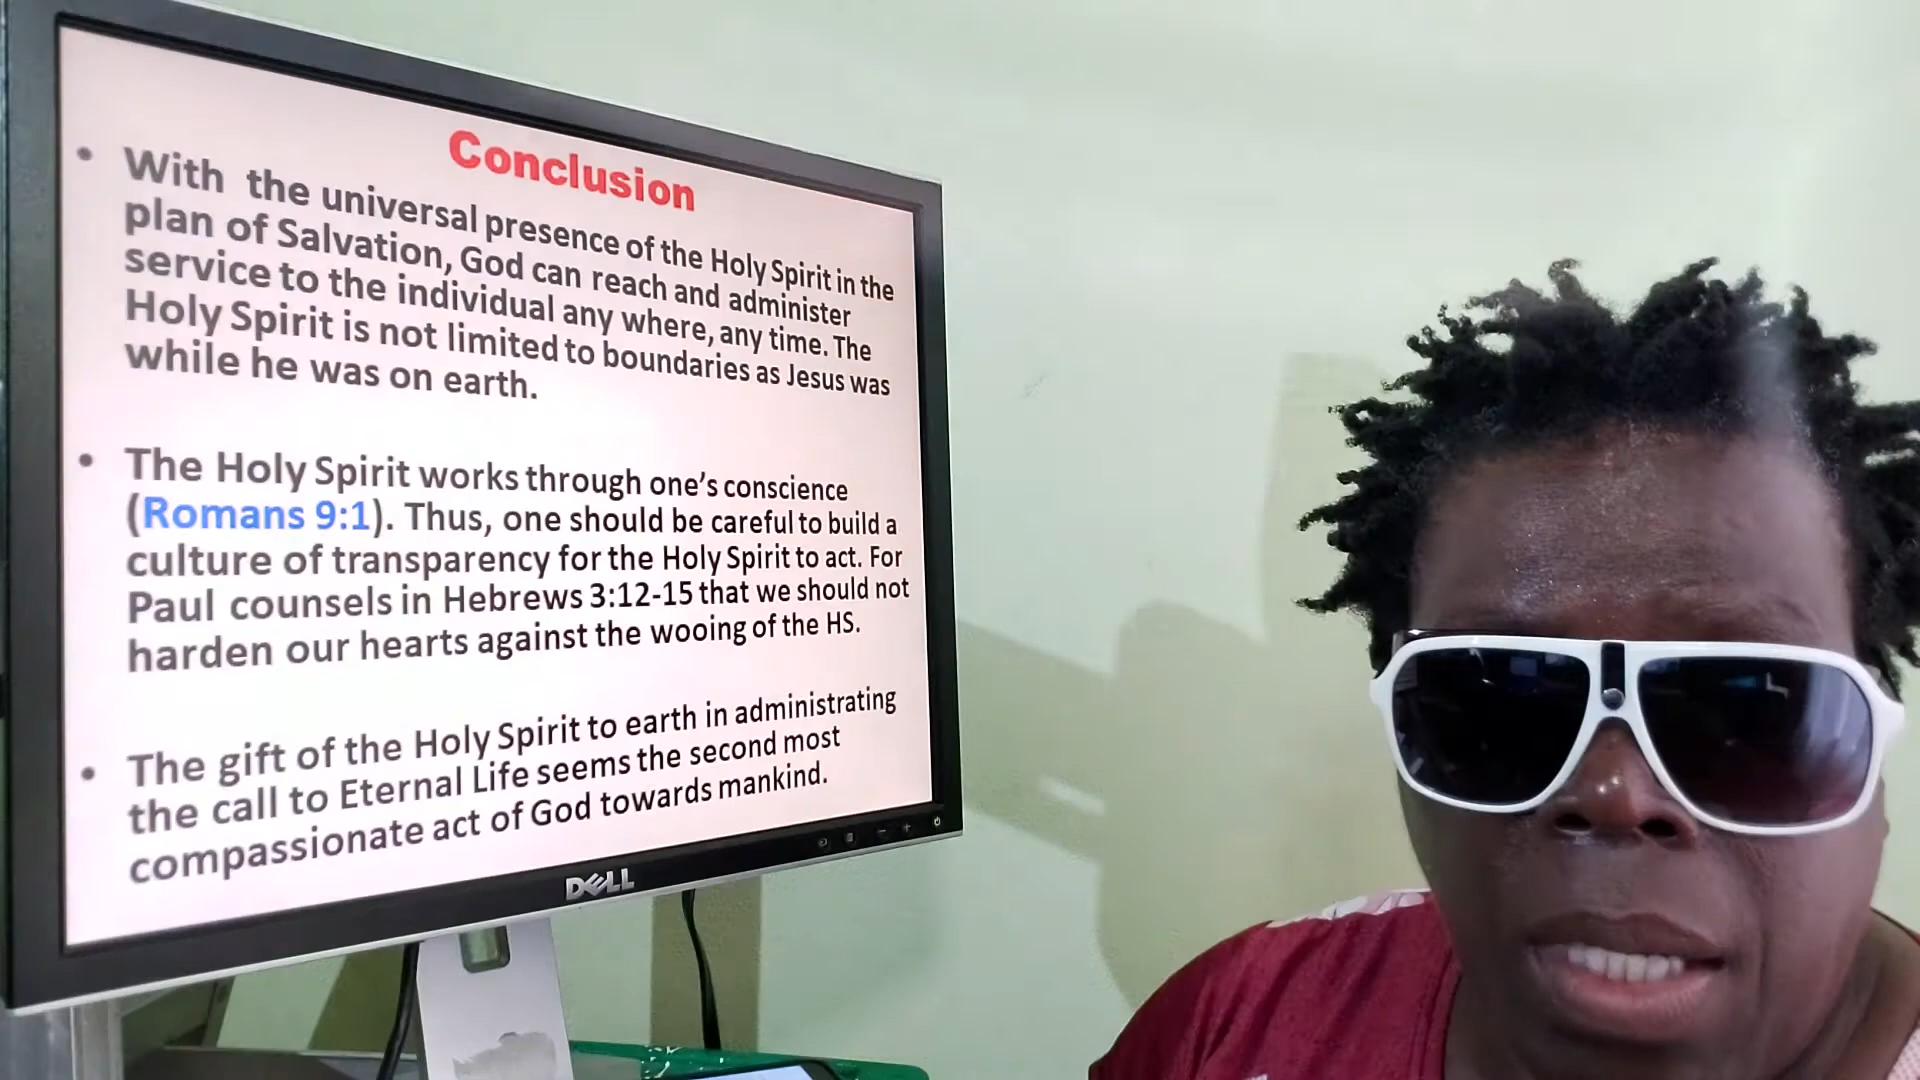 Conclusion
• With the universal presence of the Holy Spirit in the
plan of Salvation, God can reach and administer
service to the individual any where, any time. The
Holy Spirit is not limited to boundaries as Jesus was
while he was on earth.
• The Holy Spirit works through one’s conscience
(Romans 9:1). Thus, one should be careful to build a
culture of transparency for the Holy Spirit to act. For
Paul counsels in Hebrews 3:12-15 that we should not
harden our hearts against the wooing of the HS.
• The gift of the Holy Spirit to earth in administrating
the call to Eternal Life seems the second most
compassionate act of God towards mankind.
DELL